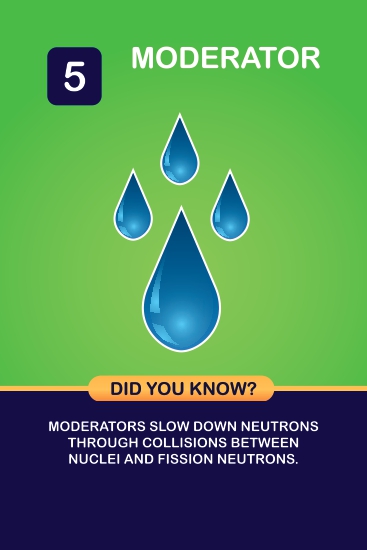 5
MODERATOR
DID YOU KNOW?
MODERATORS SLOW DOWN NEUTRONS
THROUGH COLLISIONS BETWEEN
NUCLEI AND FISSION NEUTRONS.